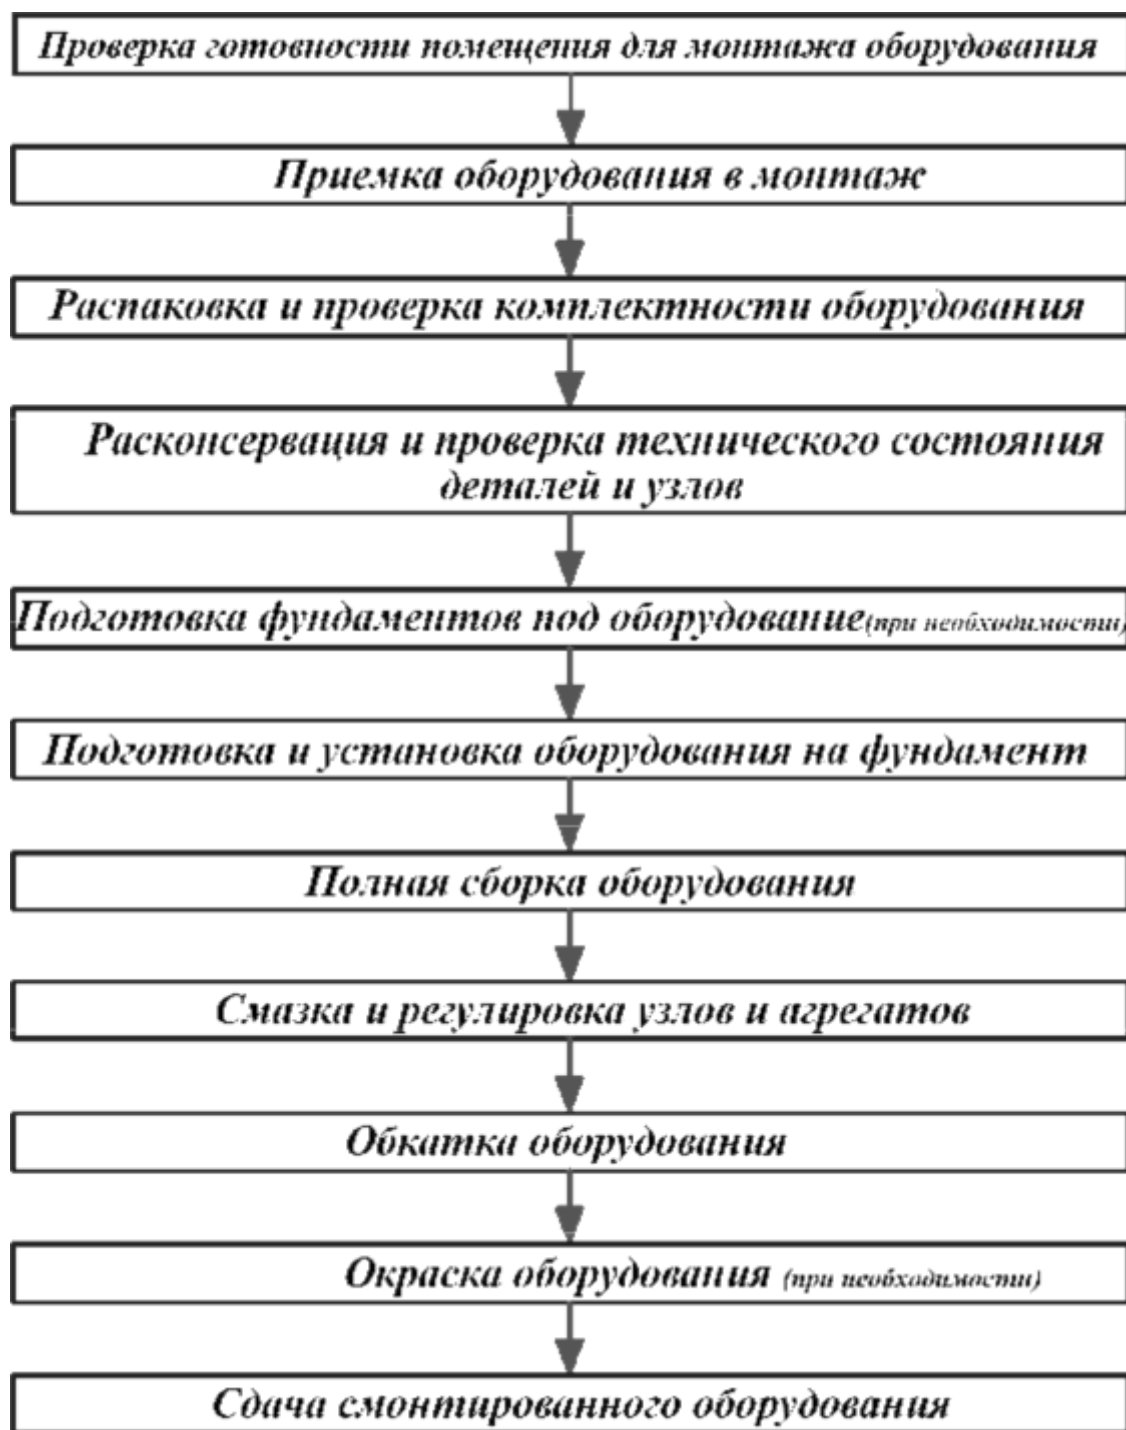 Проверка готовности помещения для монтажа оборудования
Приемка оборудования в монтаж
Распаковка и проверка комплектности оборудования
Расконсервация и проверка технического состояния
деталей и узлов
Подготовка фундаментов под оборудование(при необходимости)
Подготовка и установка оборудования на фундамент
Полная сборка оборудования
Смазка и регулировка узлов и агрегатов
Обкатка оборудования
Окраска оборудования (при необходимости)
Сдача смонтированного оборудования